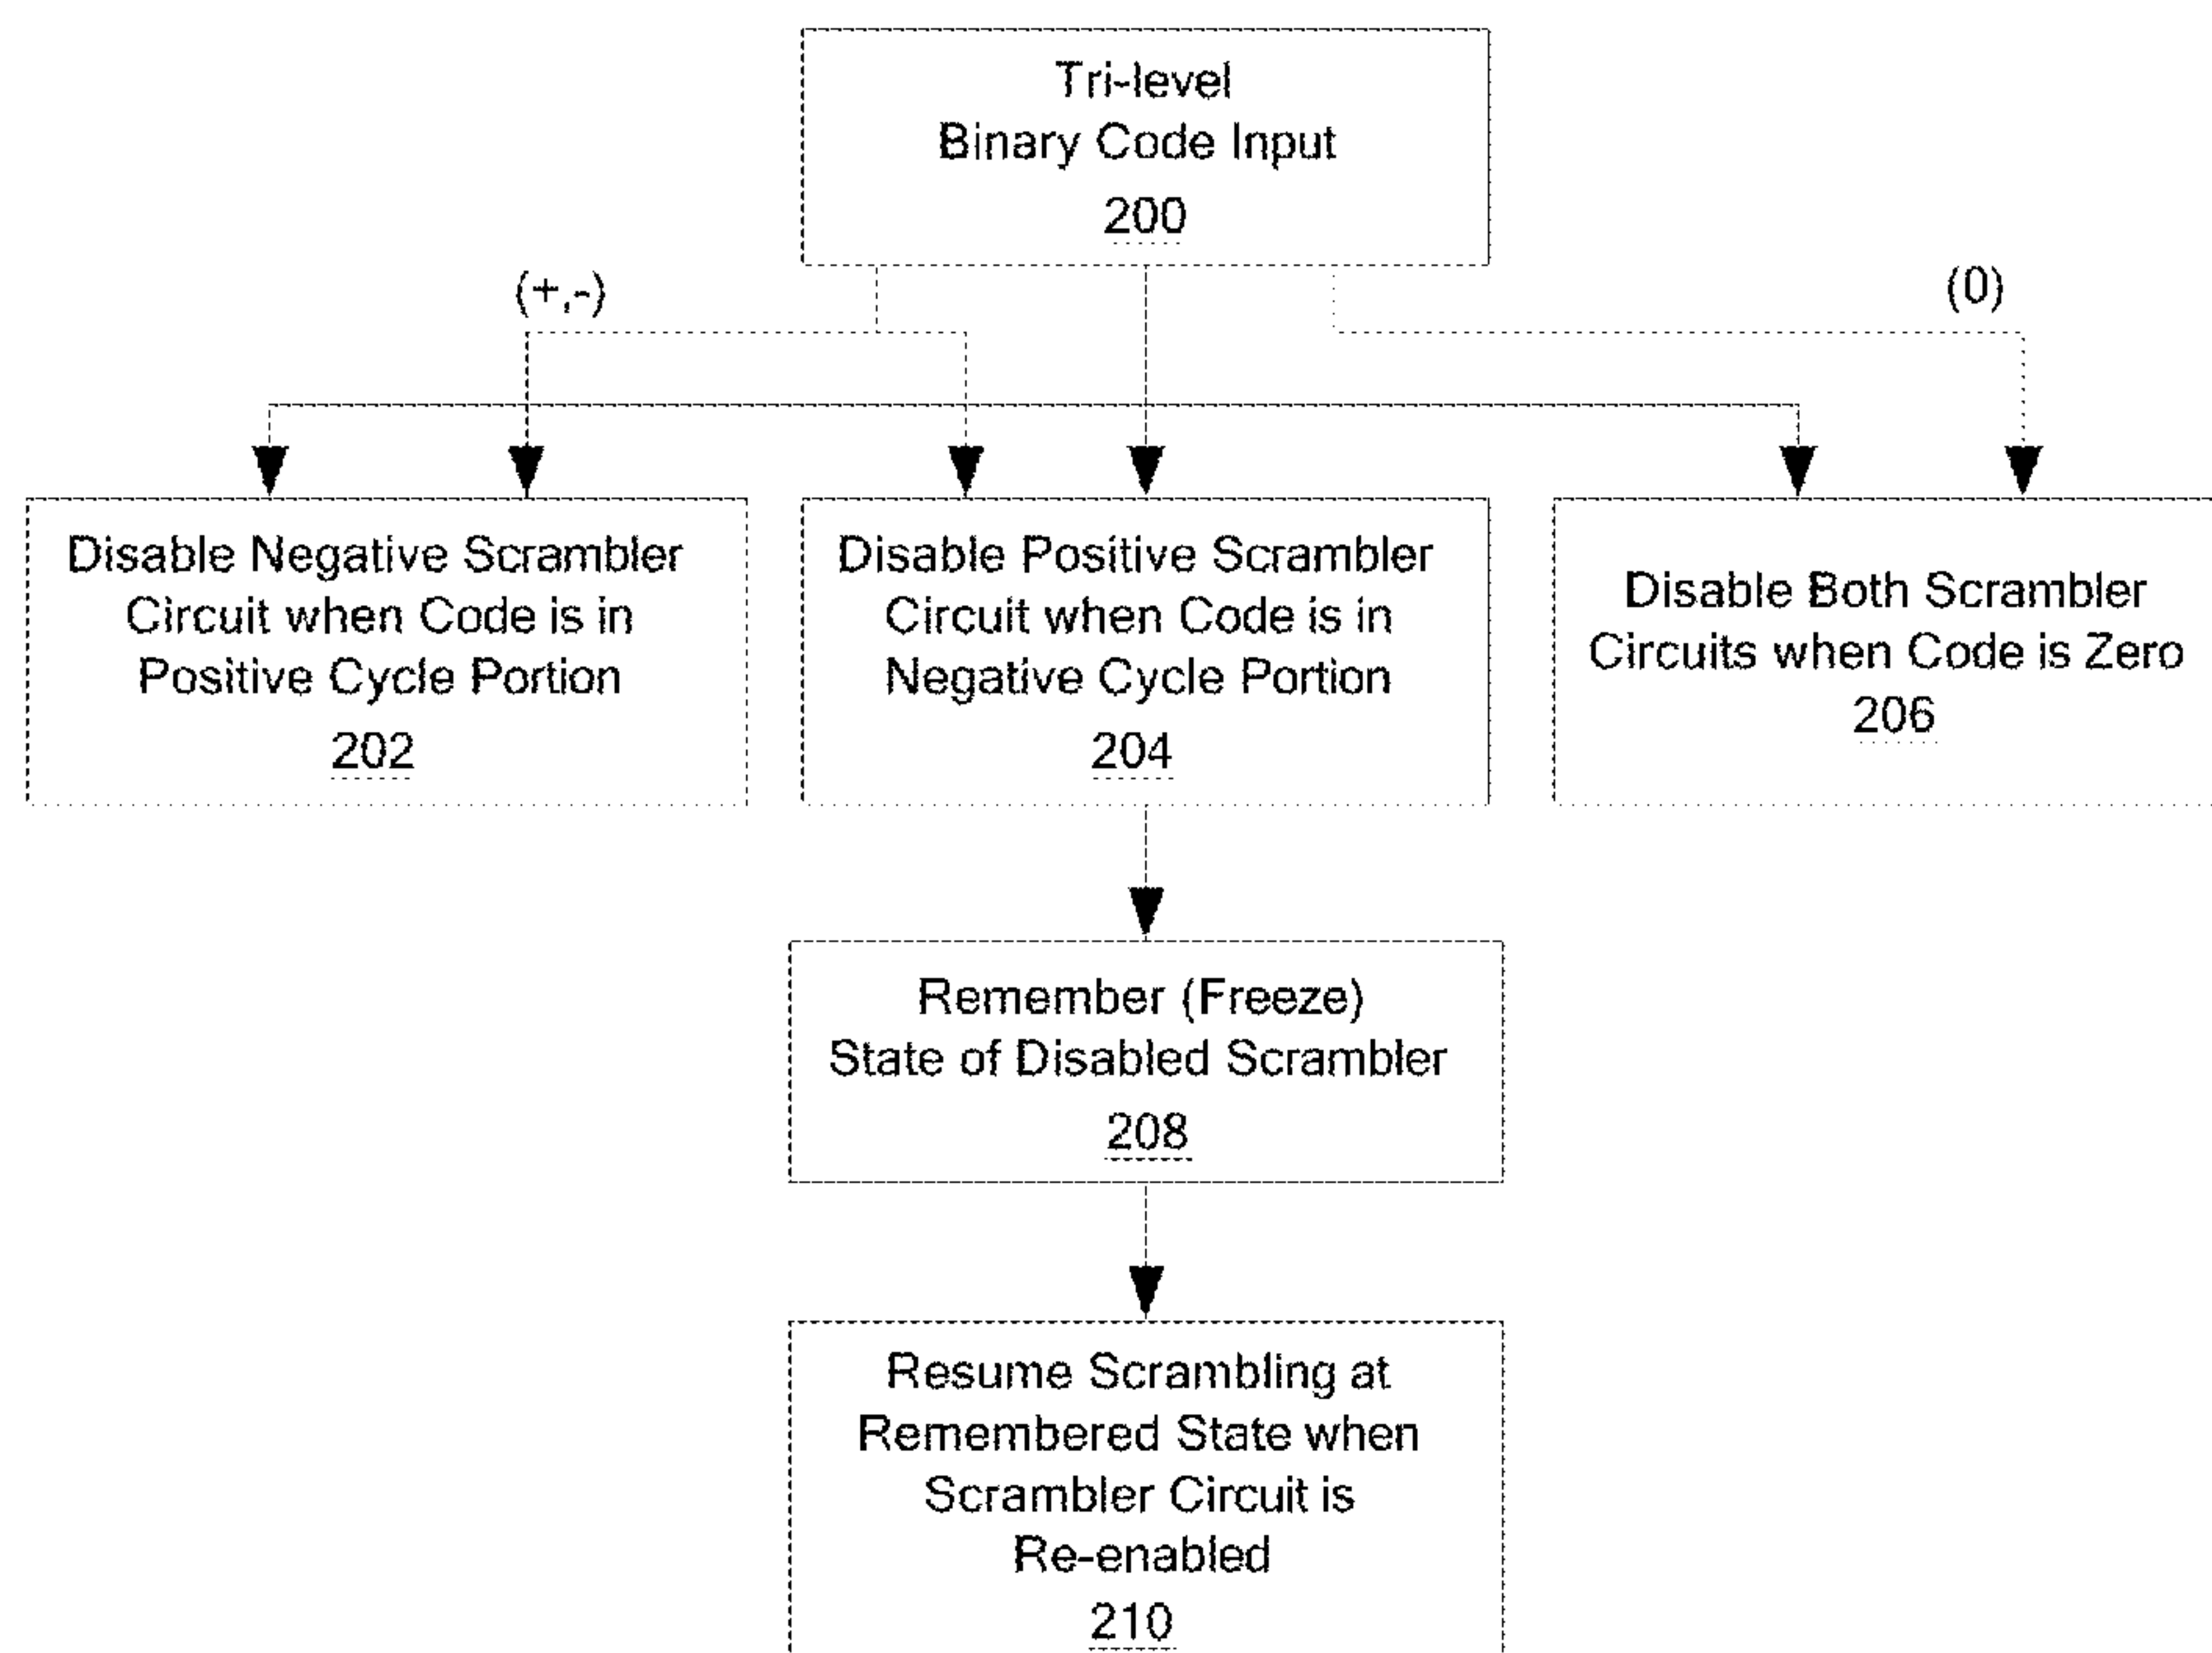 Tri-level
Binary Code Input
200
(+,-)
(0)
Disable Negative Scrambler
Circuit when Code is in
Positive Cycle Portion
202
Disable Positive Scrambler
Circuit when Code is in
Negative Cycle Portion
204
Disable Both Scrambler
Circuits when Code is Zero
206
Remember (Freeze)
State of Disabled Scrambler
208
Resume Scrambling at
Remembered State when
Scrambler Circuit is
Re-enabled
210